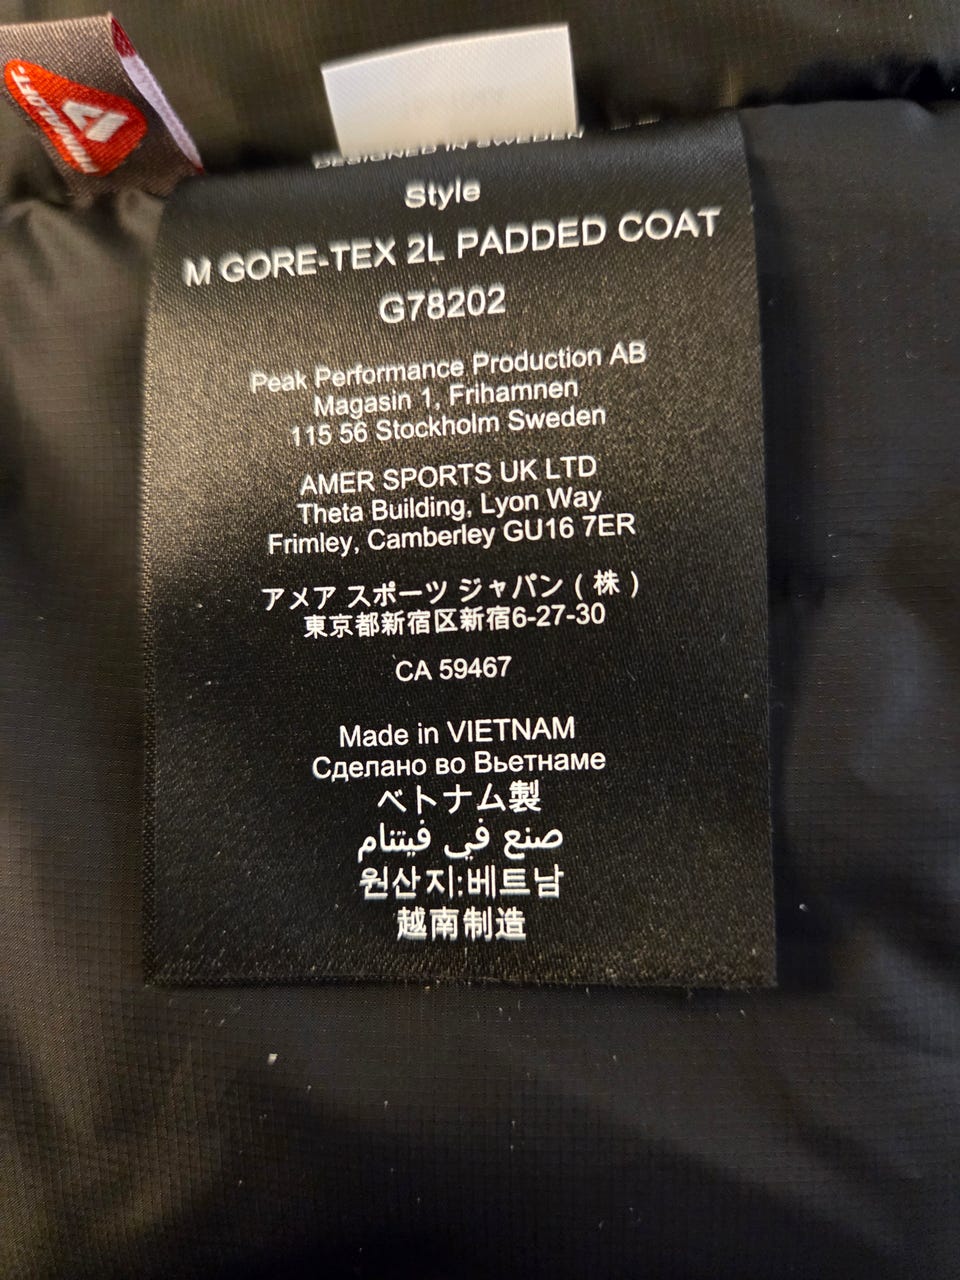 PRIMALOFT
DESIGNED IN SWEDEN
Style
M GORE-TEX 2L PADDED COAT
G78202
Peak Performance Production AB
Magasin 1, Frihamnen
115 56 Stockholm Sweden
AMER SPORTS UK LTD
Theta Building, Lyon Way
Frimley, Camberley GU16 7ER
アメア スポーツ ジャパン ( 株 )
東京都新宿区新宿6-27-30
CA 59467
Made in VIETNAM
Сделано во Вьетнаме
ベトナム製
صنع في فيتنام
원산지:베트남
越南制造